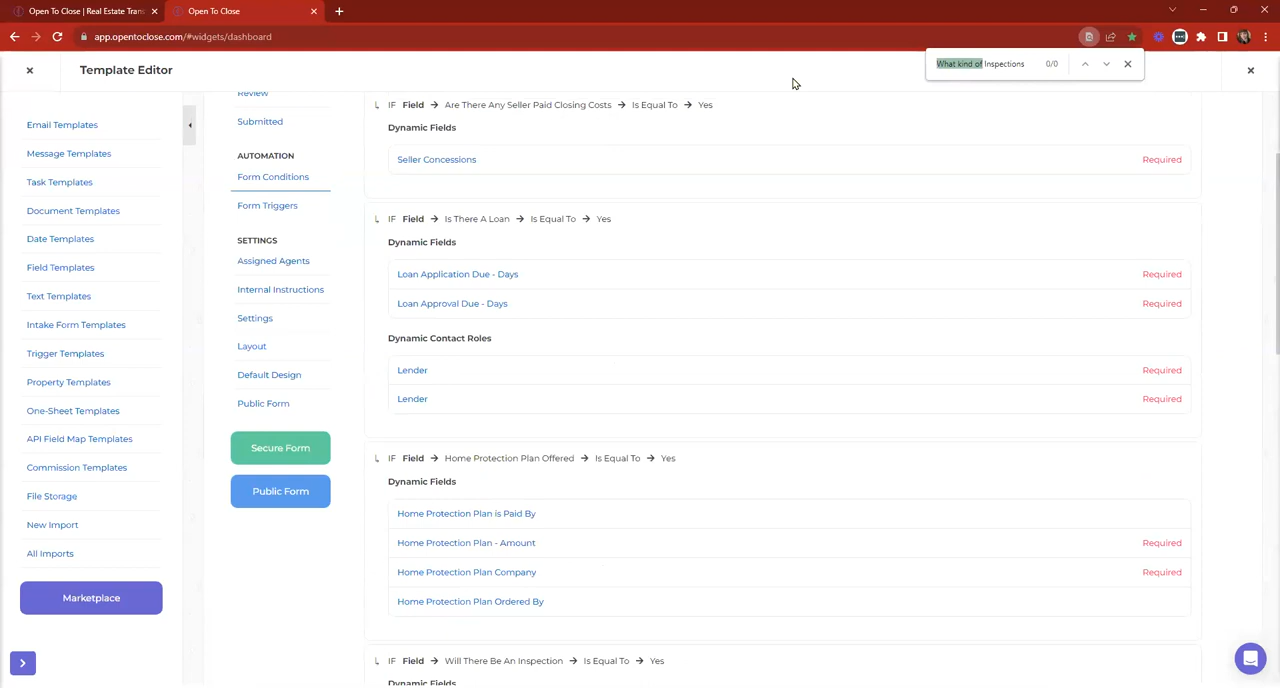 Open To Close | Real Estate Tran
Open To Close
app.opentoclose.com/#widgets/dashboard
What kind of Inspections
0/0
Template Editor
Email Templates
Message Templates
Task Templates
Document Templates
Date Templates
Field Templates
Text Templates
Intake Form Templates
Trigger Templates
Property Templates
One-Sheet Templates
API Field Map Templates
Commission Templates
File Storage
New Import
All Imports
Marketplace
Review
Submitted
AUTOMATION
Form Conditions
Form Triggers
SETTINGS
Assigned Agents
Internal Instructions
Settings
Layout
Default Design
Public Form
Secure Form
Public Form
IF Field → Are There Any Seller Paid Closing Costs → Is Equal To → Yes
Dynamic Fields
Seller Concessions Required
IF Field → Is There A Loan → Is Equal To → Yes
Dynamic Fields
Loan Application Due - Days Required
Loan Approval Due - Days Required
Dynamic Contact Roles
Lender Required
Lender Required
IF Field → Home Protection Plan Offered → Is Equal To → Yes
Dynamic Fields
Home Protection Plan is Paid By
Home Protection Plan - Amount Required
Home Protection Plan Company Required
Home Protection Plan Ordered By
IF Field → Will There Be An Inspection → Is Equal To → Yes
Dynamic Fields